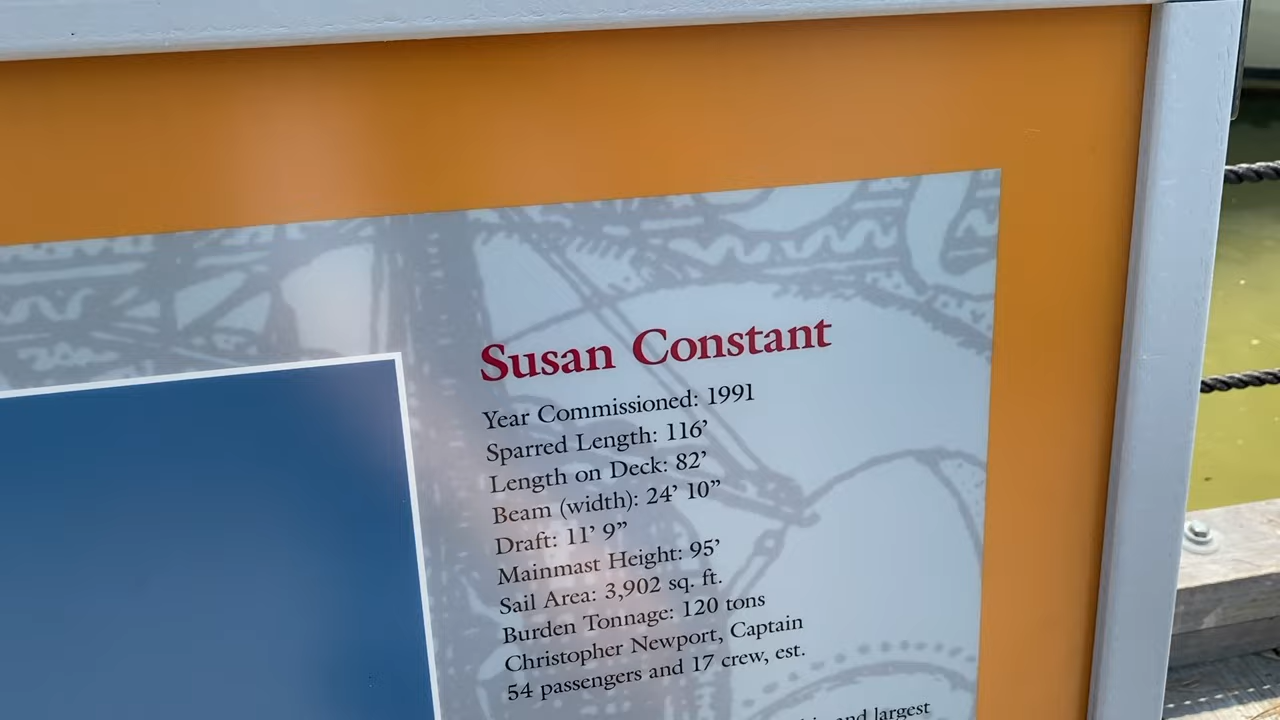 Susan Constant
Year Commissioned: 1991
Sparred Length: 116’
Length on Deck: 82’
Beam (width): 24’ 10”
Draft: 11’ 9”
Mainmast Height: 95’
Sail Area: 3,902 sq. ft.
Burden Tonnage: 120 tons
Christopher Newport, Captain
54 passengers and 17 crew, est.
and largest